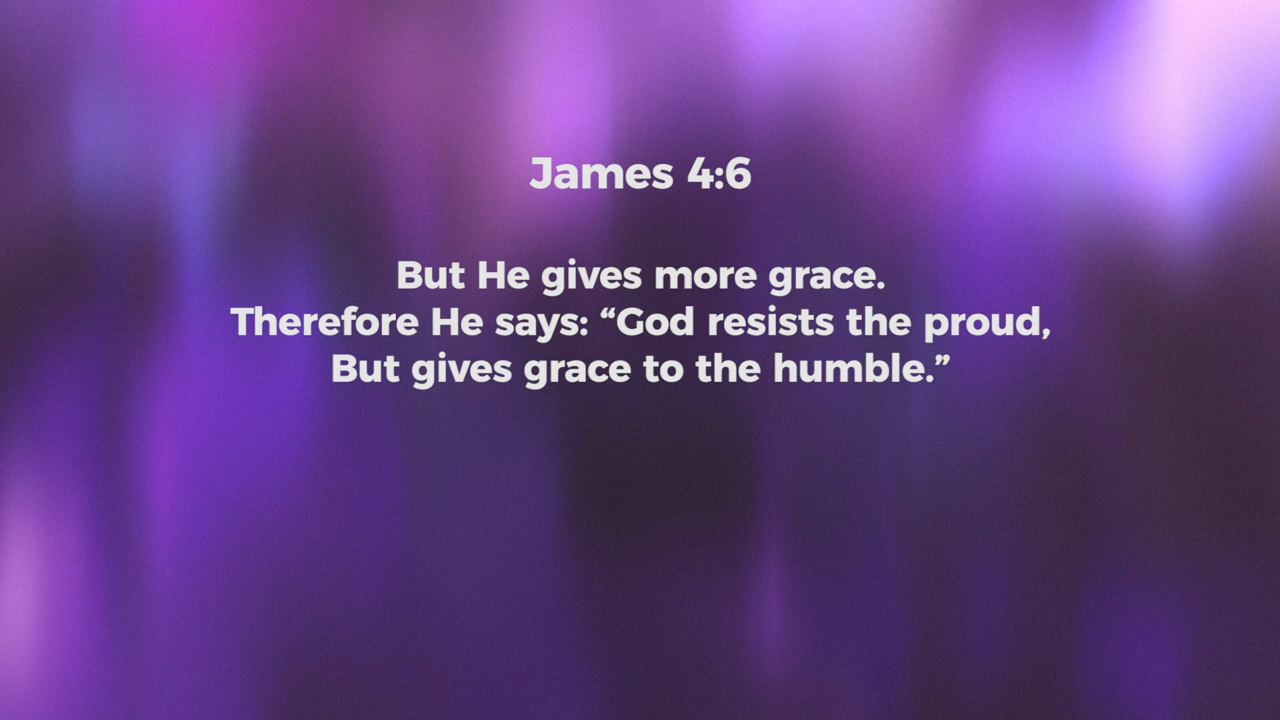 James 4:6
But He gives more grace.
Therefore He says: “God resists the proud,
But gives grace to the humble.”